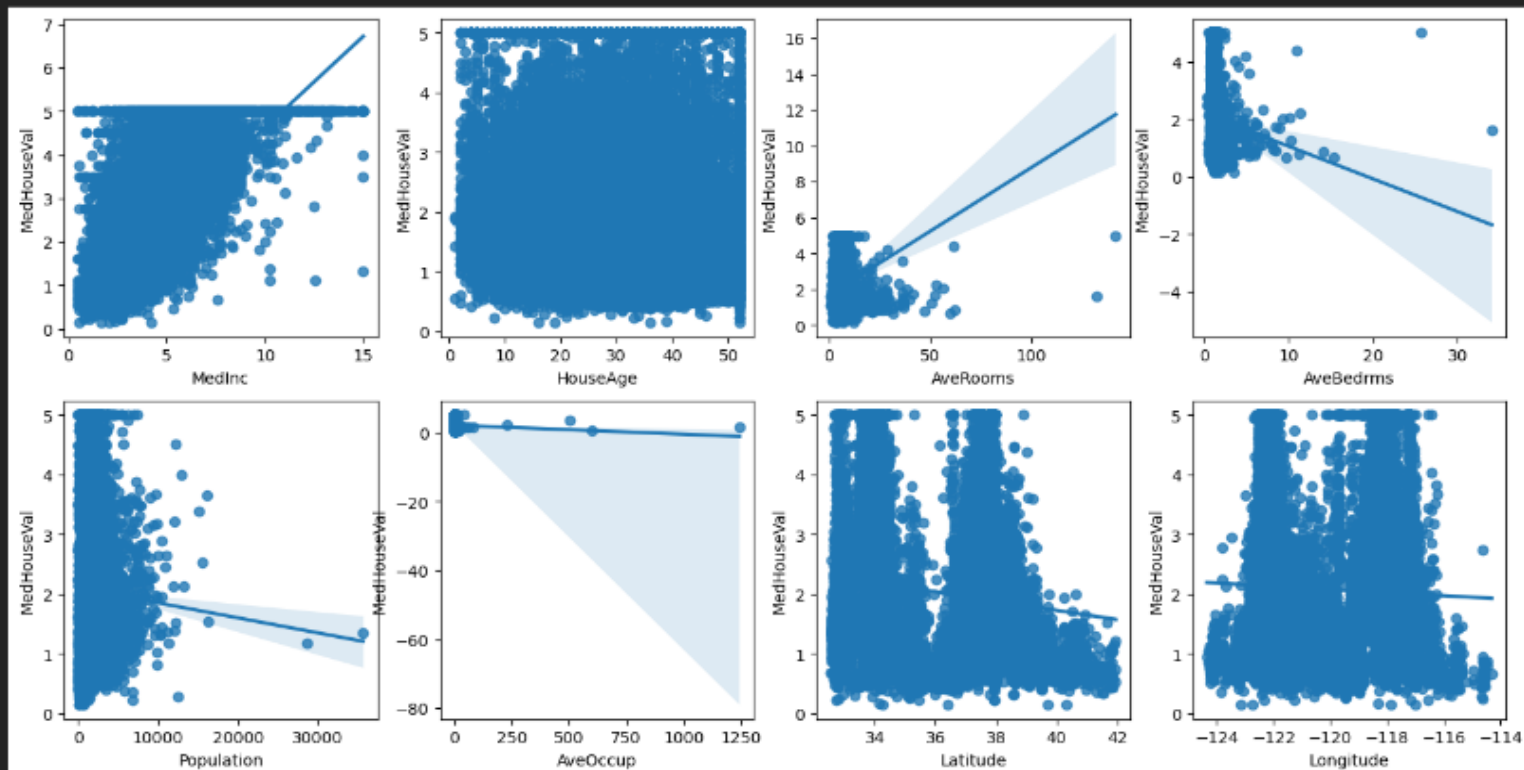 7
6
5
4
3
2
1
0
MedHouseVal
0 5 10 15
MedInc
5
4
3
2
1
0
MedHouseVal
0 10 20 30 40 50
HouseAge
16
14
12
10
8
6
4
2
0
MedHouseVal
0 50 100
AveRooms
4
2
0
−2
−4
MedHouseVal
0 10 20 30
AveBedrms
5
4
3
2
1
0
MedHouseVal
0 10000 20000 30000
Population
0
−20
−40
−60
−80
MedHouseVal
0 250 500 750 1000 1250
AveOccup
5
4
3
2
1
0
MedHouseVal
34 36 38 40 42
Latitude
5
4
3
2
1
0
MedHouseVal
−124 −122 −120 −118 −116 −114
Longitude